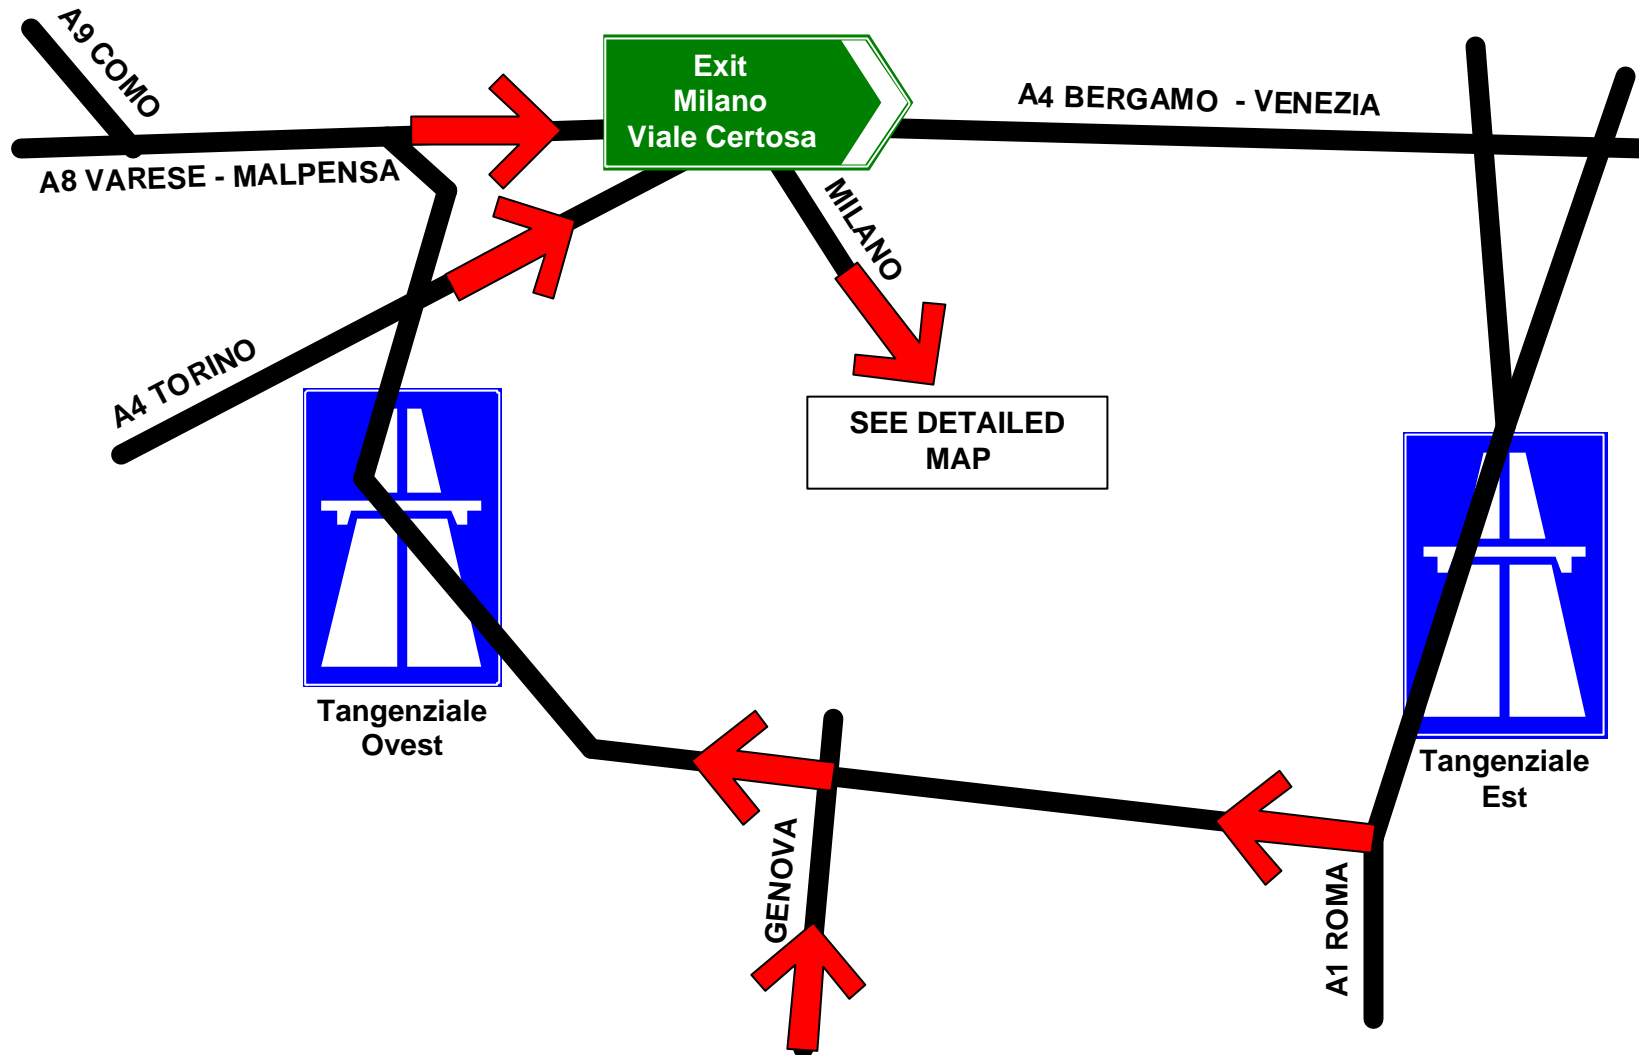 A9 COMO
Exit
Milano
Viale Certosa
A4 BERGAMO - VENEZIA
A8 VARESE - MALPENSA
MILANO
A4 TORINO
SEE DETAILED
MAP
Tangenziale
Ovest
Tangenziale
Est
GENOVA
A1 ROMA